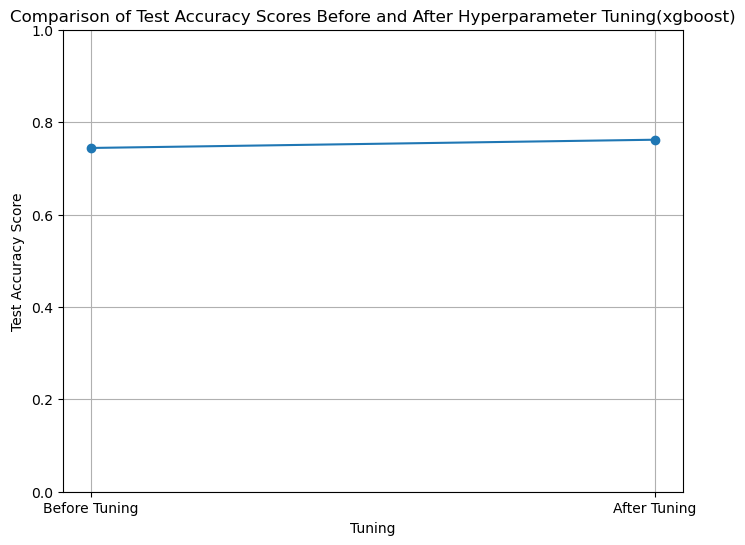 Comparison of Test Accuracy Scores Before and After Hyperparameter Tuning(xgboost)
1.0
0.8
0.6
0.4
0.2
0.0
Test Accuracy Score
Before Tuning
After Tuning
Tuning